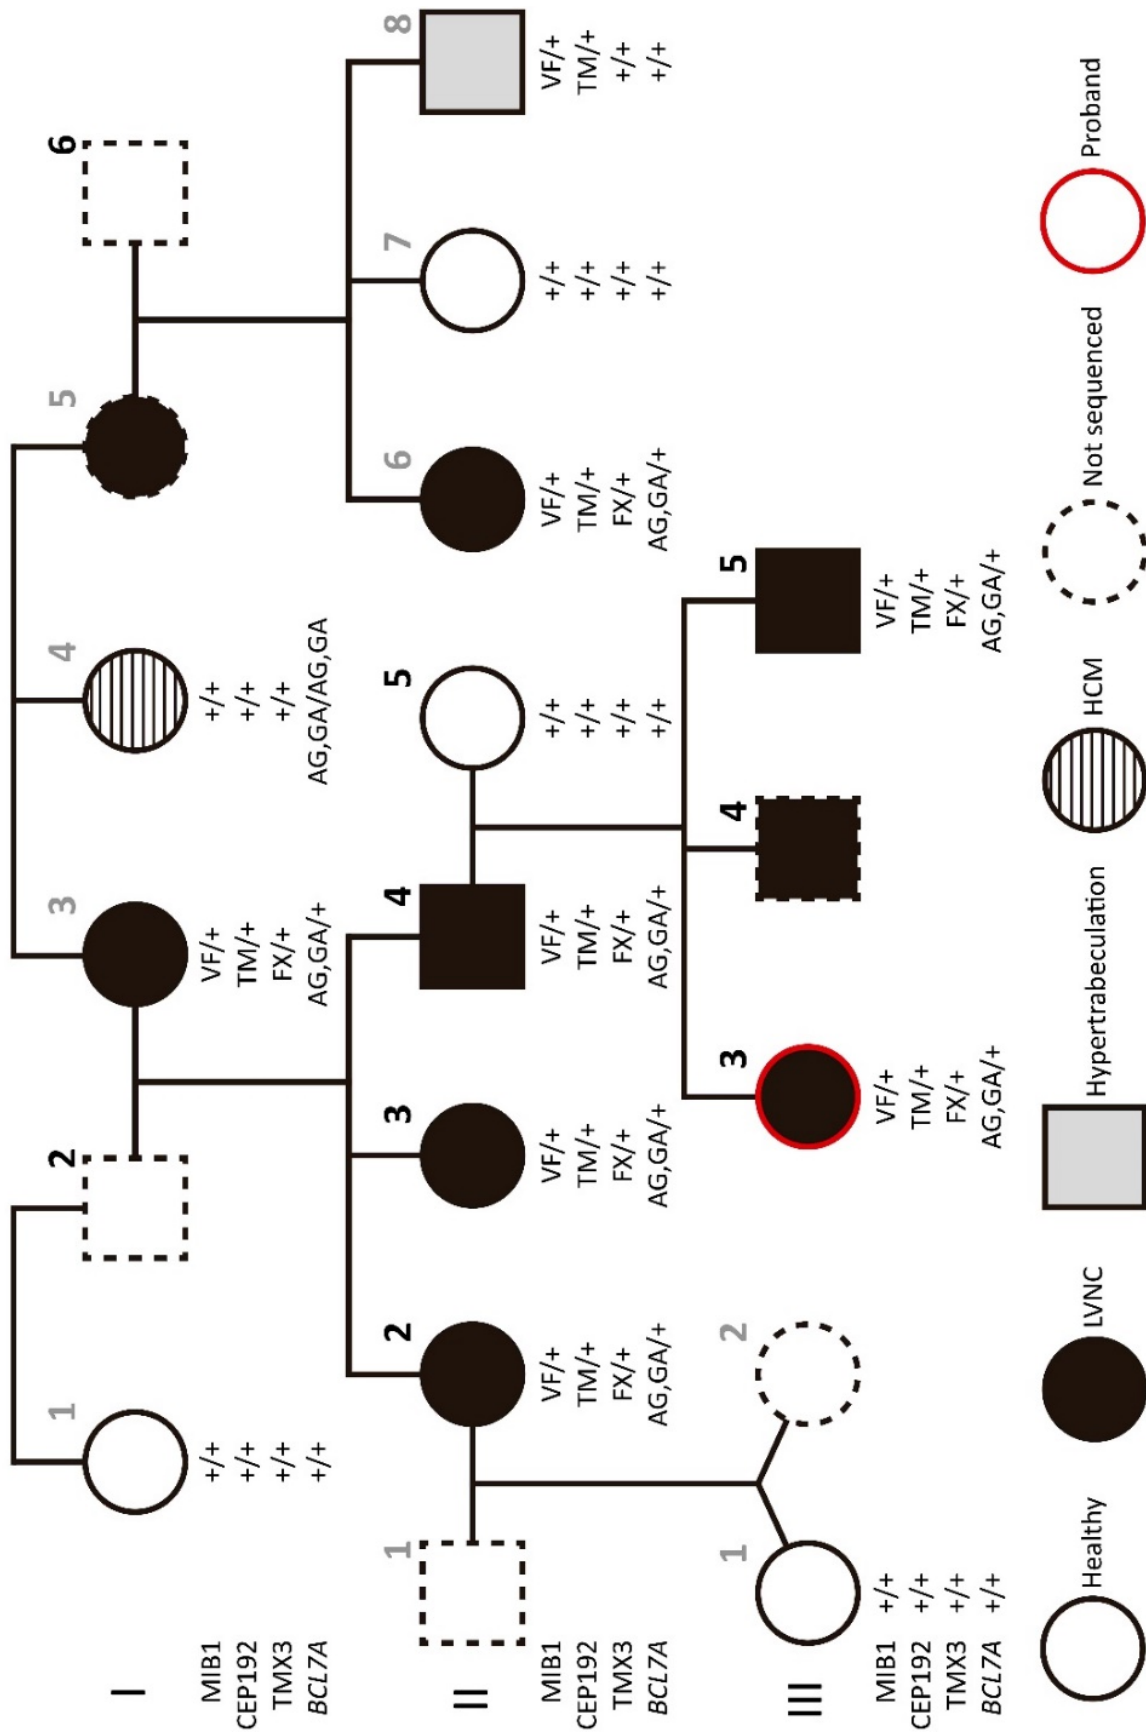 1
2
3
4
5
6
I
MIB1
CEP192
TMX3
BCL7A
+/+
+/+
+/+
+/+
VF/+
TM/+
FX/+
AG,GA/+
+/+
+/+
+/+
AG,GA/AG,GA
1
2
3
4
5
6
7
8
II
MIB1
CEP192
TMX3
BCL7A
VF/+
TM/+
FX/+
AG,GA/+
VF/+
TM/+
FX/+
AG,GA/+
VF/+
TM/+
FX/+
AG,GA/+
+/+
+/+
+/+
+/+
VF/+
TM/+
FX/+
AG,GA/+
+/+
+/+
+/+
+/+
VF/+
TM/+
+/+
+/+
1
2
3
4
5
III
MIB1
CEP192
TMX3
BCL7A
+/+
+/+
+/+
+/+
VF/+
TM/+
FX/+
AG,GA/+
VF/+
TM/+
FX/+
AG,GA/+
Healthy
LVNC
Hypertrabeculation
HCM
Not sequenced
Proband